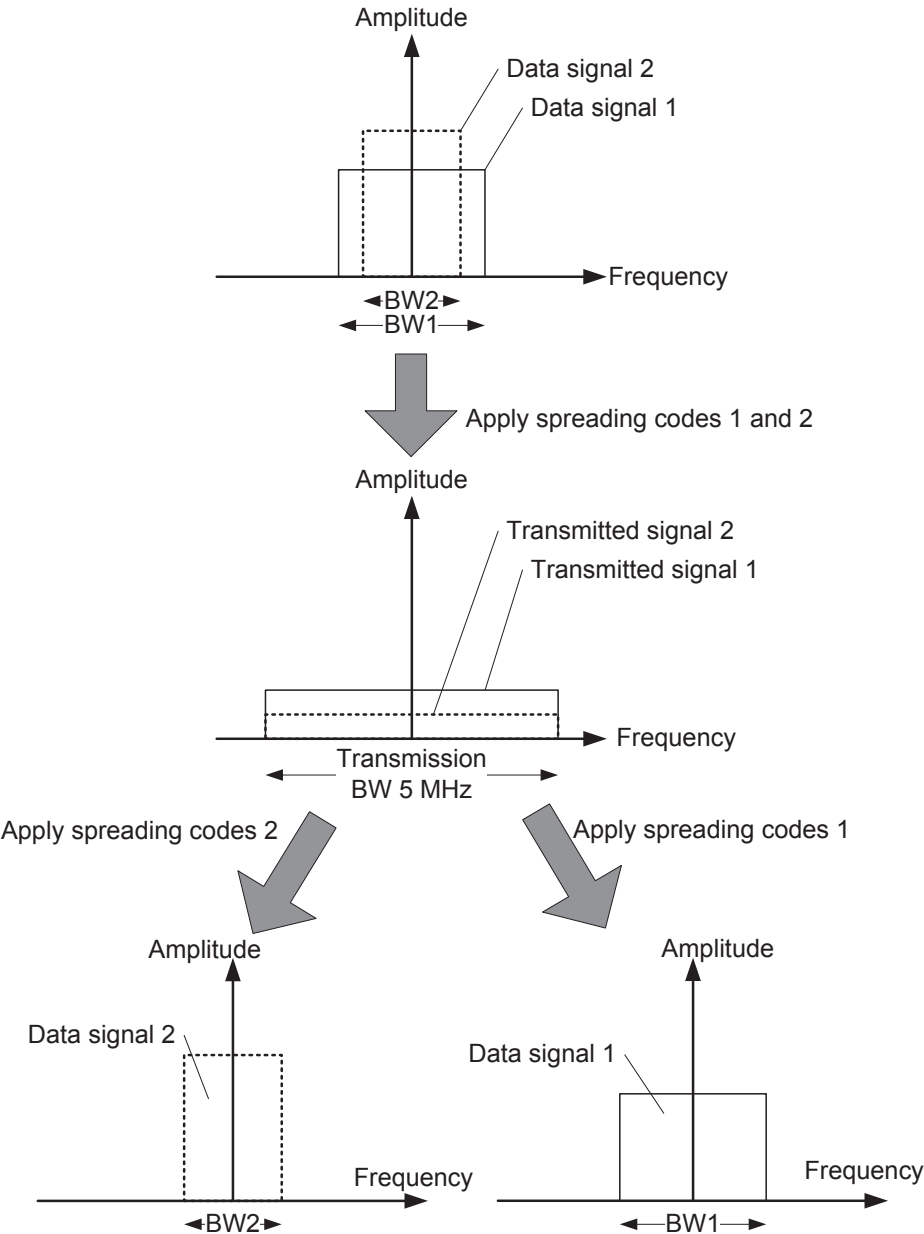 Amplitude
Data signal 2
Data signal 1
Frequency
BW2
BW1
Apply spreading codes 1 and 2
Amplitude
Transmitted signal 2
Transmitted signal 1
Frequency
Transmission
BW 5 MHz
Apply spreading codes 2
Apply spreading codes 1
Amplitude
Data signal 2
Frequency
BW2
Amplitude
Data signal 1
Frequency
BW1